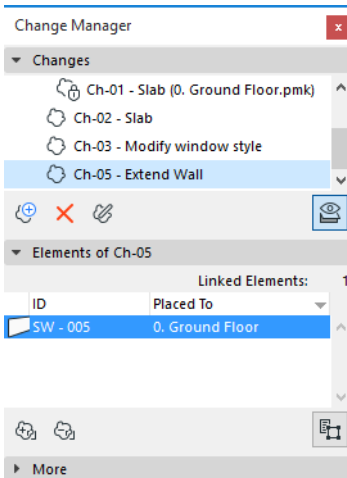 Change Manager
x
Changes
Ch-01 - Slab (0. Ground Floor.pmk)
Ch-02 - Slab
Ch-03 - Modify window style
Ch-05 - Extend Wall
Elements of Ch-05
Linked Elements: 1
ID Placed To
SW - 005 0. Ground Floor
More